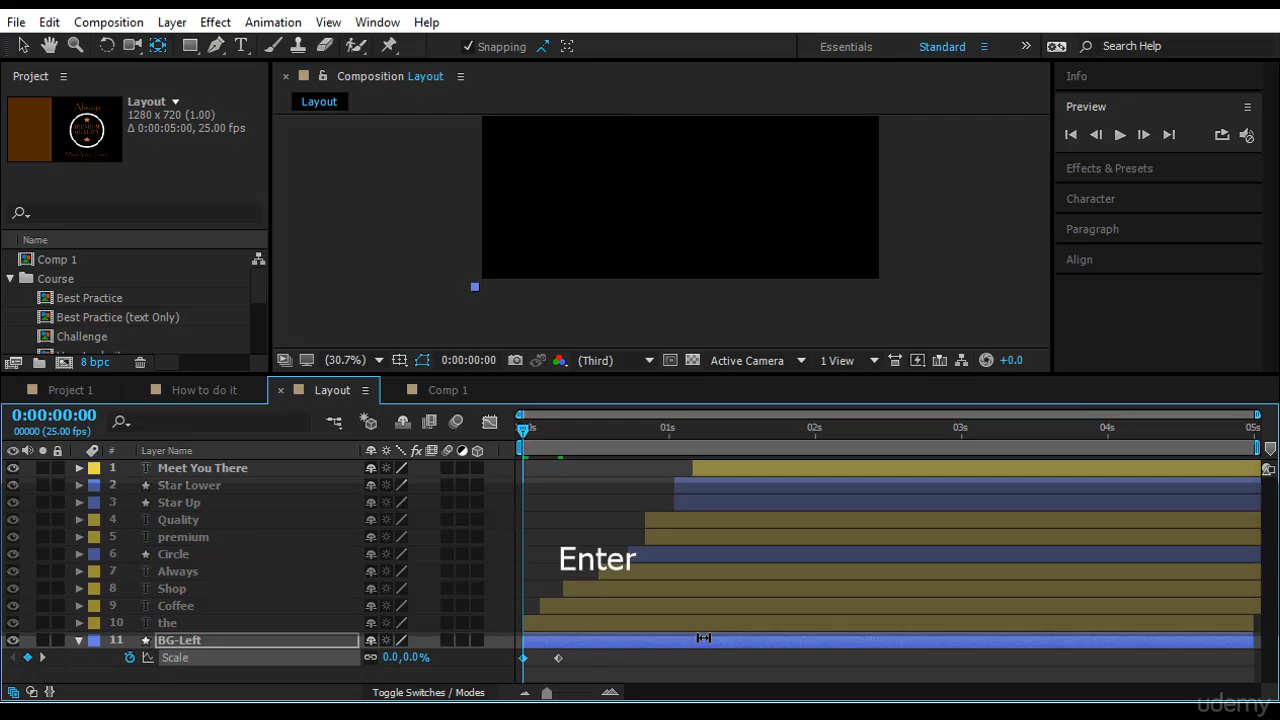 File Edit Composition Layer Effect Animation View Window Help
Snapping Essentials Standard Search Help
Project
Composition Layout
Info
Layout
1280 x 720 (1.00)
Δ 0:00:05:00, 25.00 fps
Layout
Preview
Effects & Presets
Character
Paragraph
Align
Name
Comp 1
Course
Best Practice
Best Practice (text Only)
Challenge
8 bpc
(30.7%) 0:00:00:00 (Third) Active Camera 1 View +0.0
Project 1 How to do it Layout Comp 1
0:00:00:00
00000 (25.00 fps)
01s 02s 03s 04s 05s
# Layer Name
1 T Meet You There
2 Star Lower
3 Star Up
4 T Quality
5 T premium
6 Circle
7 T Always
8 T Shop
9 T Coffee
10 T the
11 BG-Left
Enter
Scale 0.0,0.0%
Toggle Switches / Modes
udemy